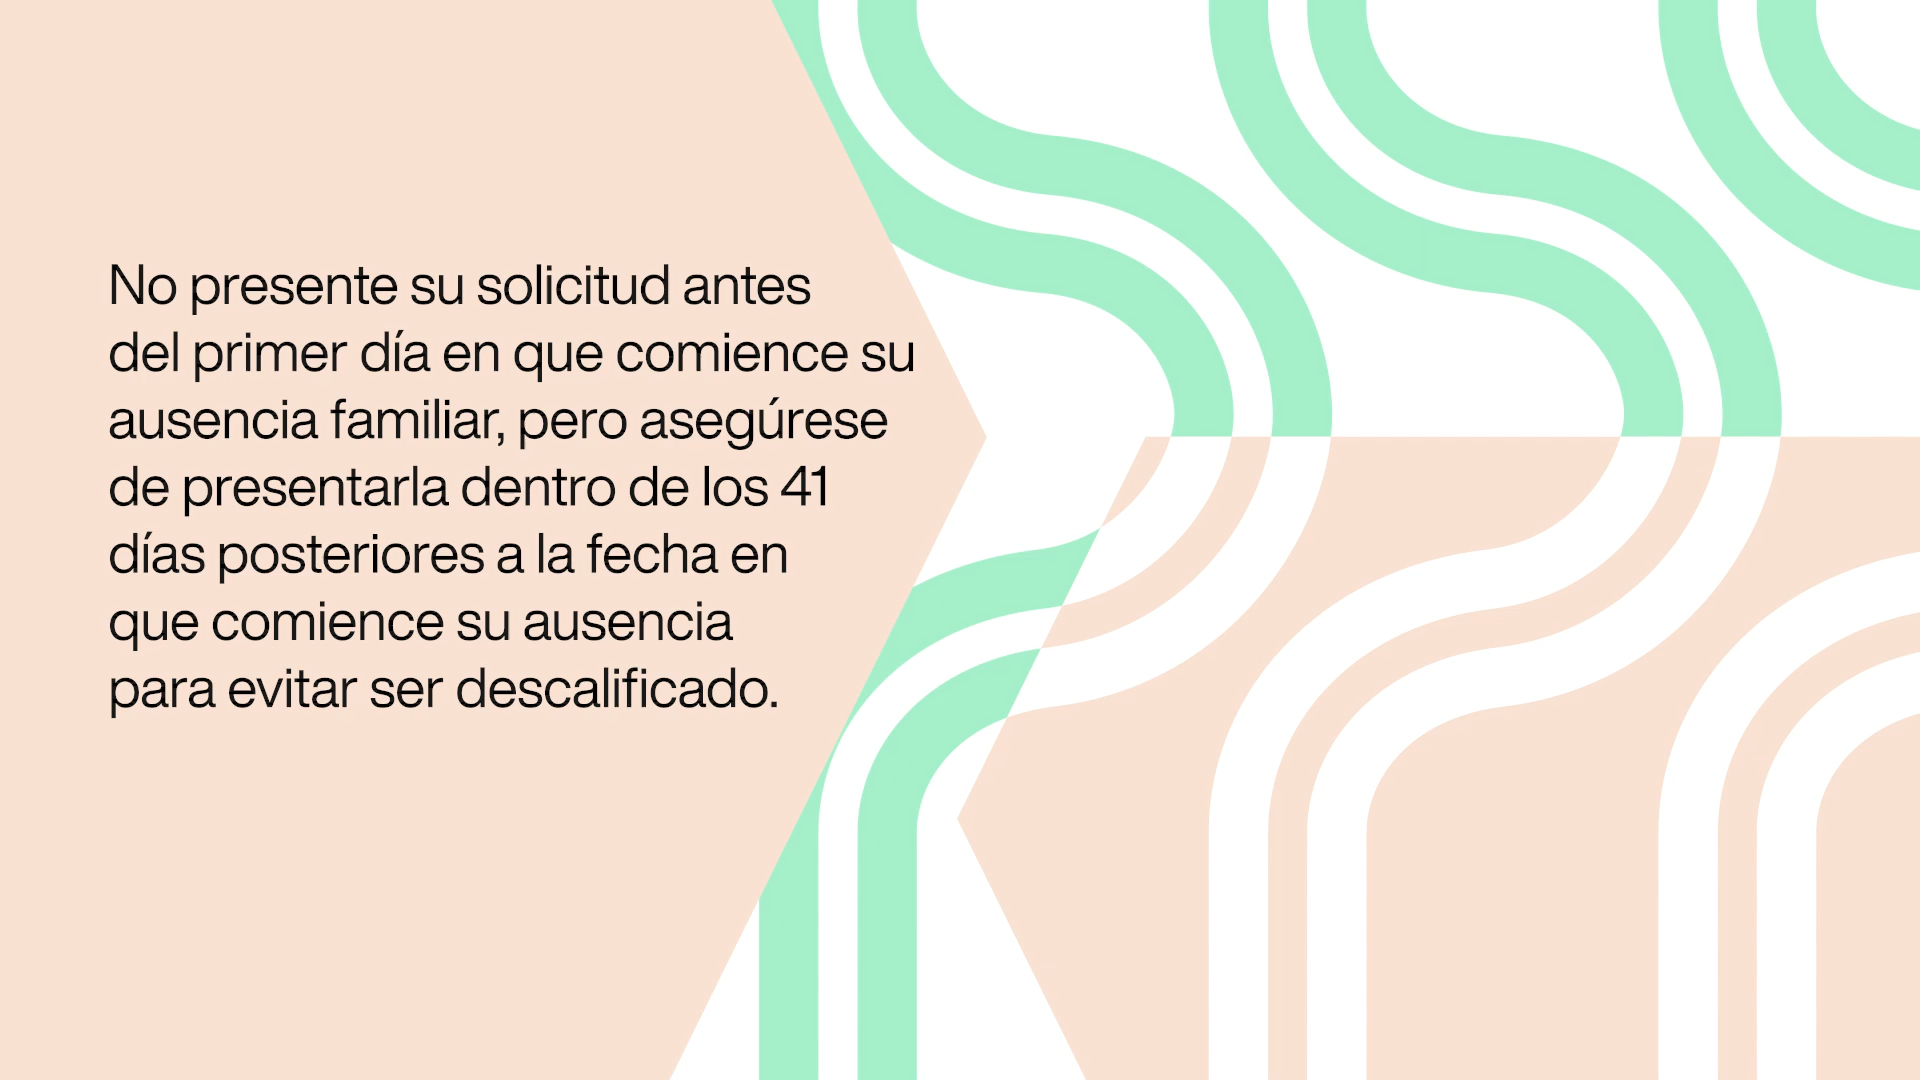 No presente su solicitud antes
del primer día en que comience su
ausencia familiar, pero asegúrese
de presentarla dentro de los 41
días posteriores a la fecha en
que comience su ausencia
para evitar ser descalificado.